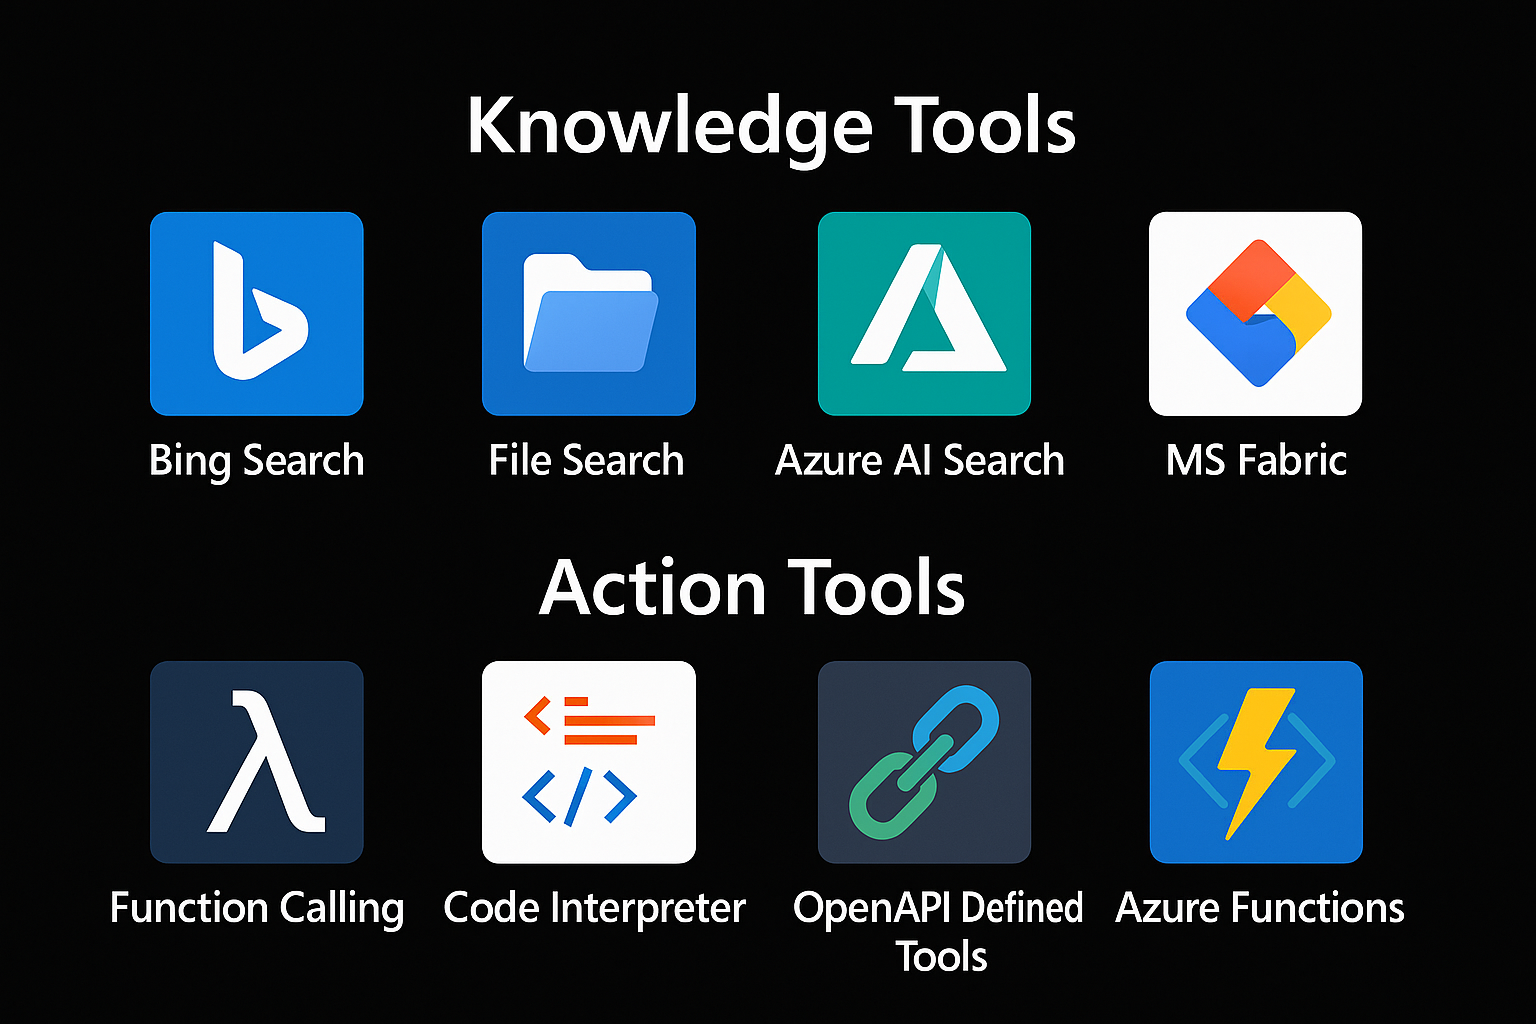 Knowledge Tools
Bing Search
File Search
Azure AI Search
MS Fabric
Action Tools
Function Calling
Code Interpreter
OpenAPI Defined
Tools
Azure Functions